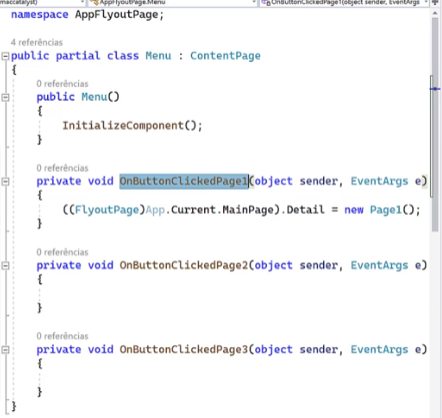 maccatalyst)
AppFlyoutPage.Menu
OnButtonClickedPage1(object sender, EventArgs
namespace AppFlyoutPage;
4 referências
public partial class Menu : ContentPage
{
0 referências
public Menu()
{
InitializeComponent();
}
0 referências
private void OnButtonClickedPage1(object sender, EventArgs e)
{
((FlyoutPage)App.Current.MainPage).Detail = new Page1();
}
0 referências
private void OnButtonClickedPage2(object sender, EventArgs e)
{
}
0 referências
private void OnButtonClickedPage3(object sender, EventArgs e)
{
}
}